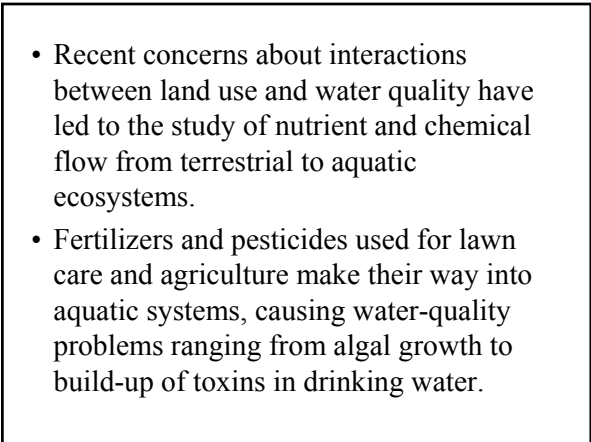 • Recent concerns about interactions
between land use and water quality have
led to the study of nutrient and chemical
flow from terrestrial to aquatic
ecosystems.
• Fertilizers and pesticides used for lawn
care and agriculture make their way into
aquatic systems, causing water-quality
problems ranging from algal growth to
build-up of toxins in drinking water.